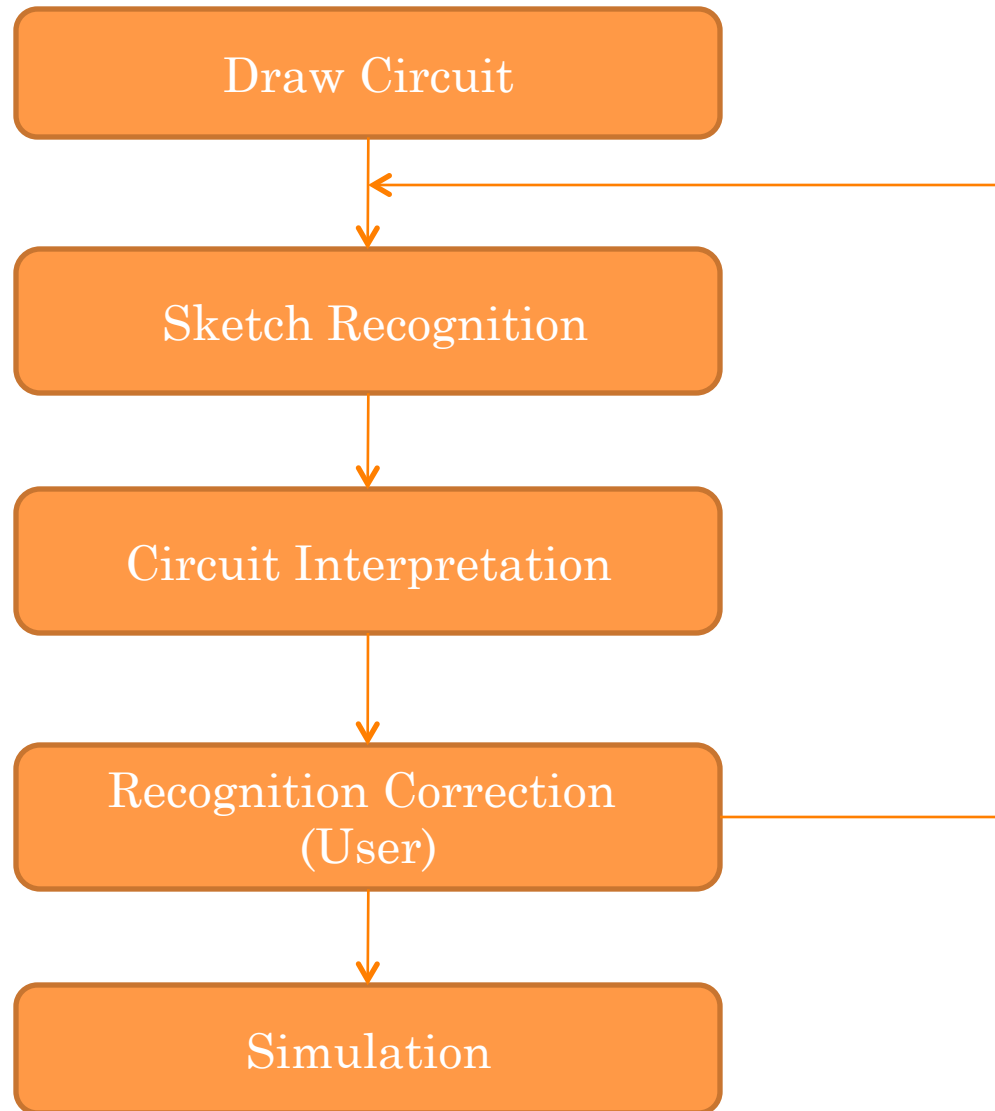 Draw Circuit
Sketch Recognition
Circuit Interpretation
Recognition Correction
(User)
Simulation